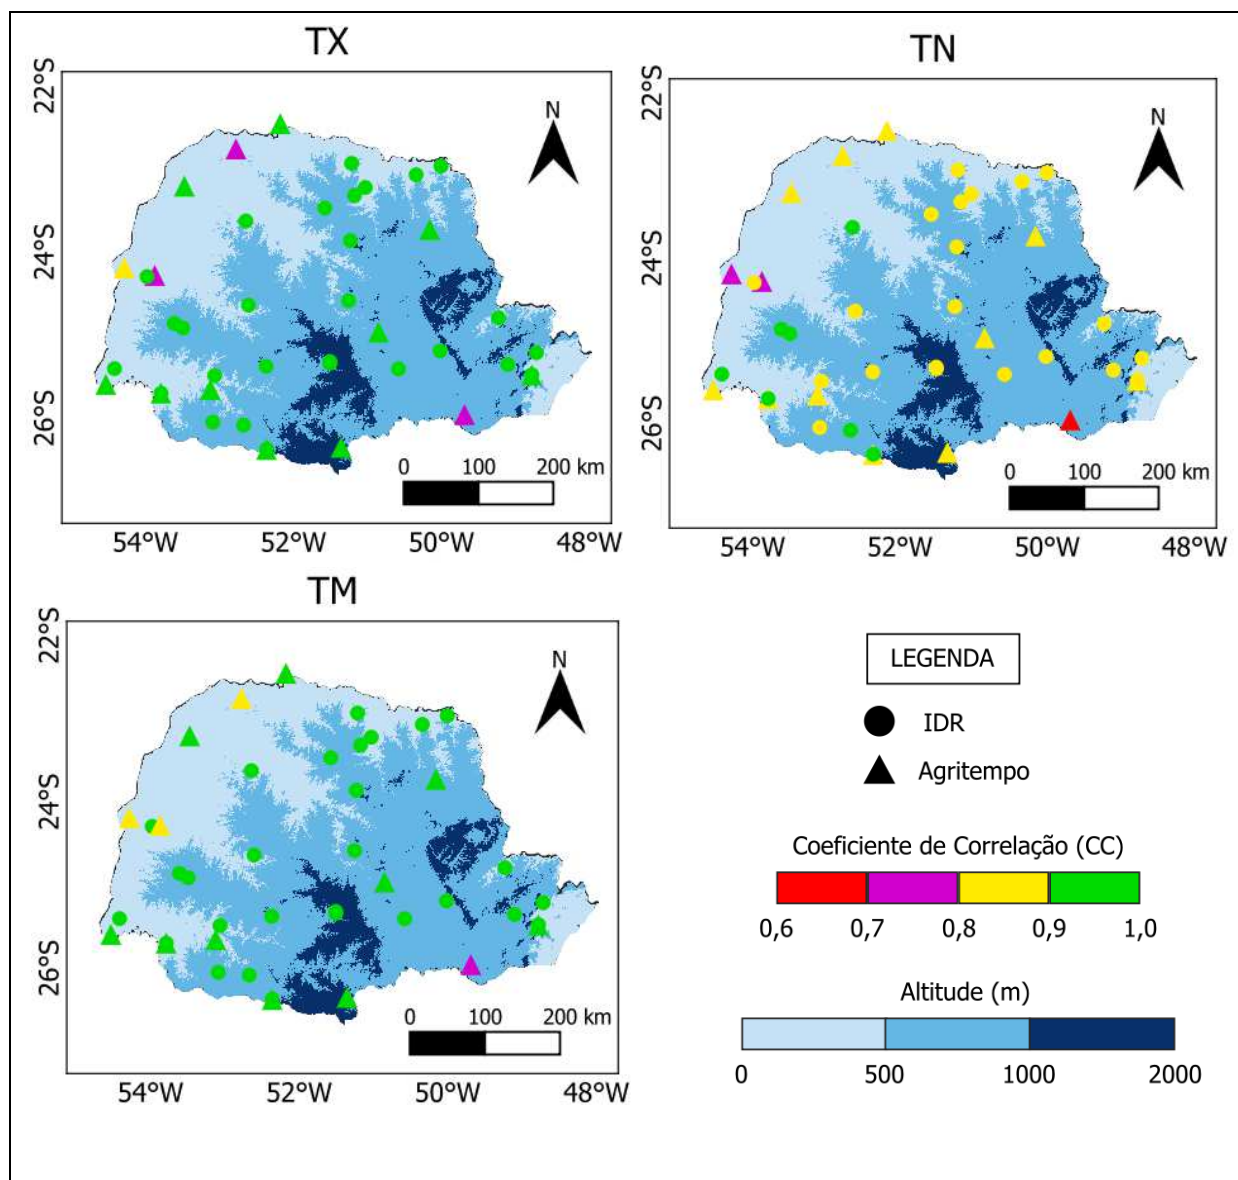 TX
22°S
24°S
26°S
N
0 100 200 km
54°W 52°W 50°W 48°W
TN
22°S
24°S
26°S
N
0 100 200 km
54°W 52°W 50°W 48°W
TM
22°S
24°S
26°S
N
0 100 200 km
54°W 52°W 50°W 48°W
LEGENDA
IDR
Agritempo
Coeficiente de Correlação (CC)
0,6 0,7 0,8 0,9 1,0
Altitude (m)
0 500 1000 2000